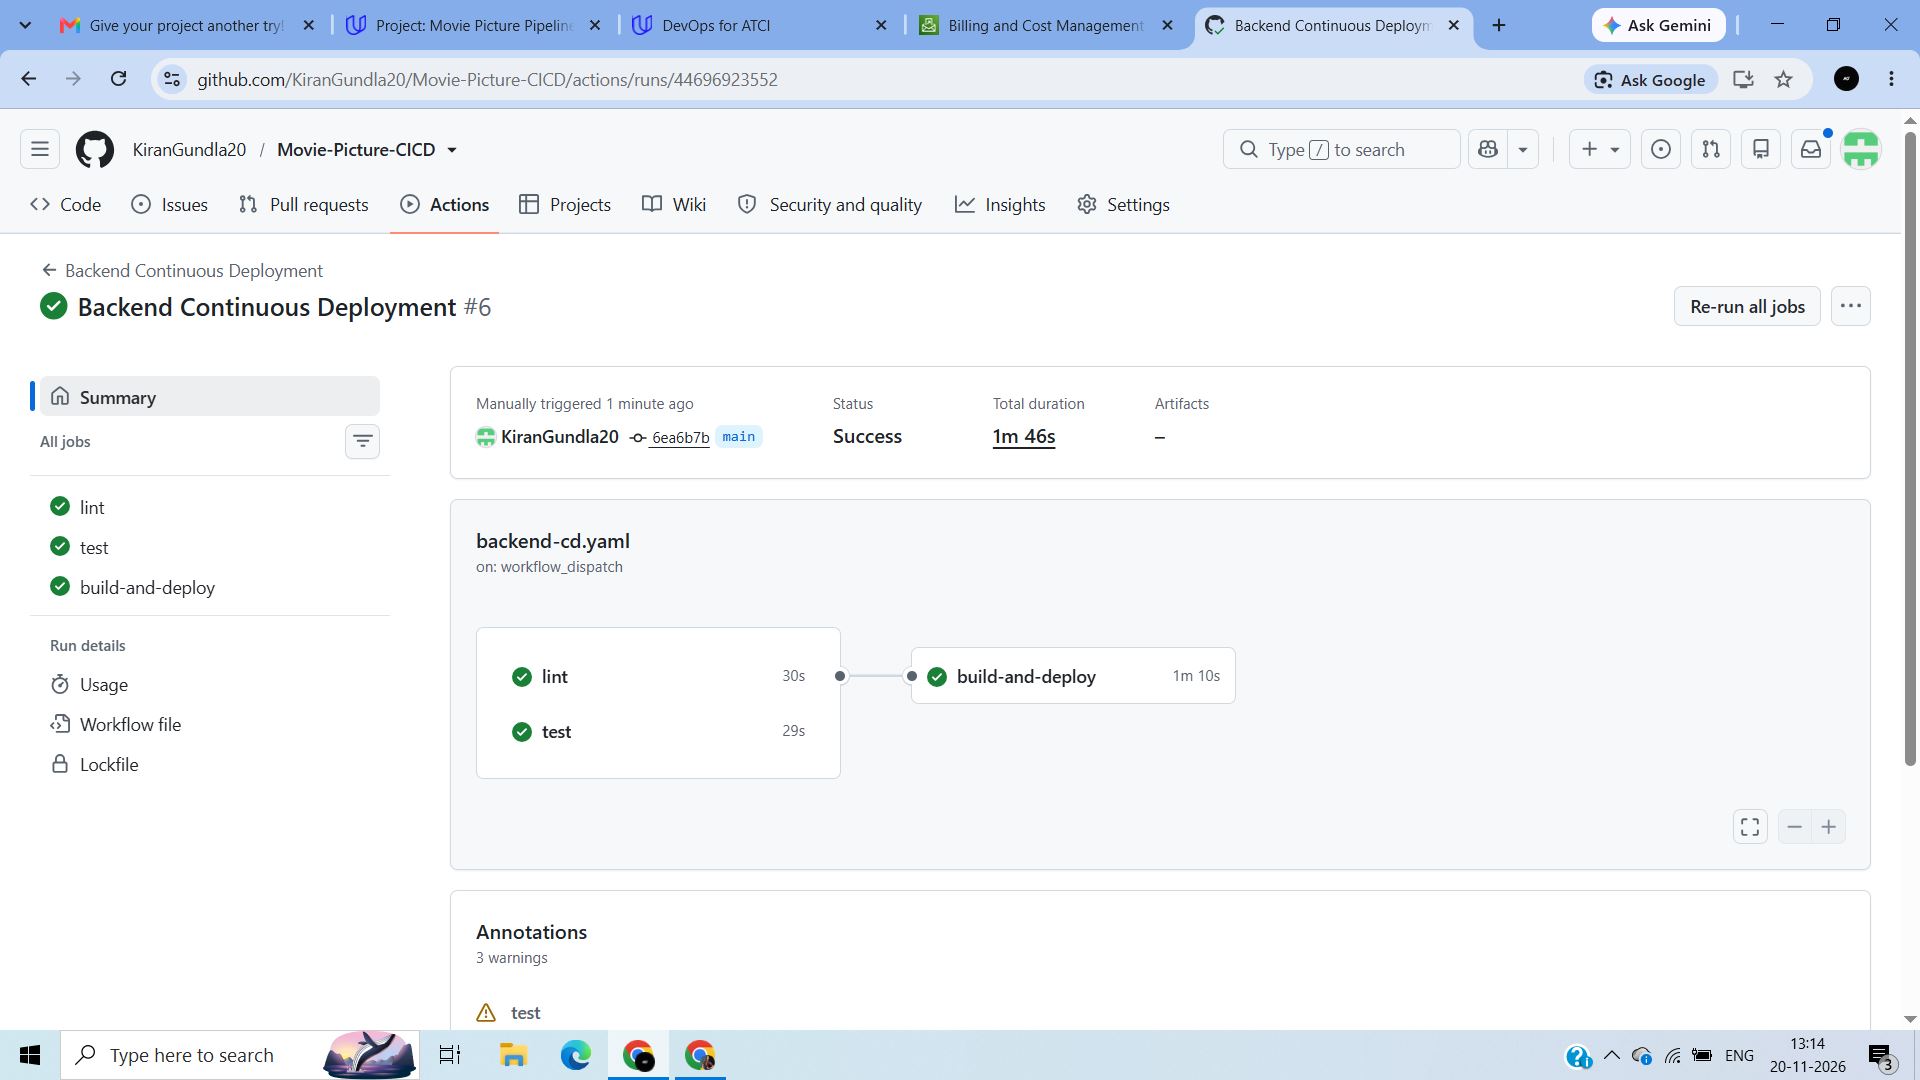 Give your project another try!
Project: Movie Picture Pipeline
DevOps for ATCI
Billing and Cost Management
Backend Continuous Deploym
Ask Gemini
github.com/KiranGundla20/Movie-Picture-CICD/actions/runs/44696923552
Ask Google
KiranGundla20 / Movie-Picture-CICD
Type / to search
Code
Issues
Pull requests
Actions
Projects
Wiki
Security and quality
Insights
Settings
Backend Continuous Deployment
Backend Continuous Deployment #6
Re-run all jobs
Summary
All jobs
lint
test
build-and-deploy
Run details
Usage
Workflow file
Lockfile
Manually triggered 1 minute ago
KiranGundla20 6ea6b7b main
Status
Success
Total duration
1m 46s
Artifacts
–
backend-cd.yaml
on: workflow_dispatch
lint 30s
test 29s
build-and-deploy 1m 10s
Annotations
3 warnings
test
Type here to search
ENG
13:14
20-11-2026
3